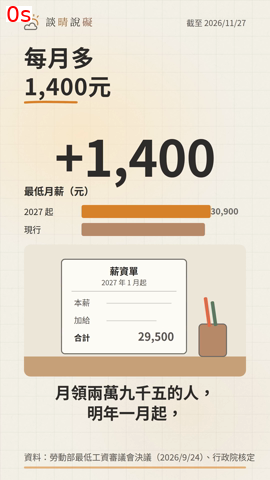 0s
談晴說礙
截至 2026/11/27
每月多
1,400元
+1,400
最低月薪（元）
2027 起
30,900
現行
薪資單
2027 年 1 月起
本薪
加給
合計
29,500
月領兩萬九千五的人，
明年一月起，
資料：勞動部最低工資審議會決議（2026/9/24）、行政院核定